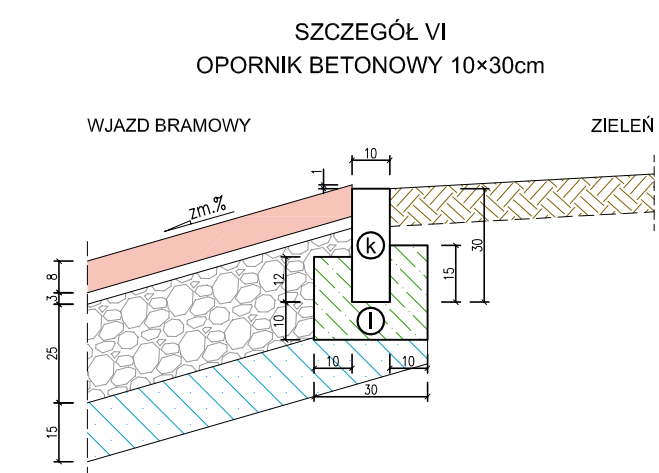 SZCZEGÓŁ VI
OPORNIK BETONOWY 10×30cm
WJAZD BRAMOWY
ZIELEŃ
10
1
zm.%
k
30
15
8
12
3
10
l
25
10
10
30
15